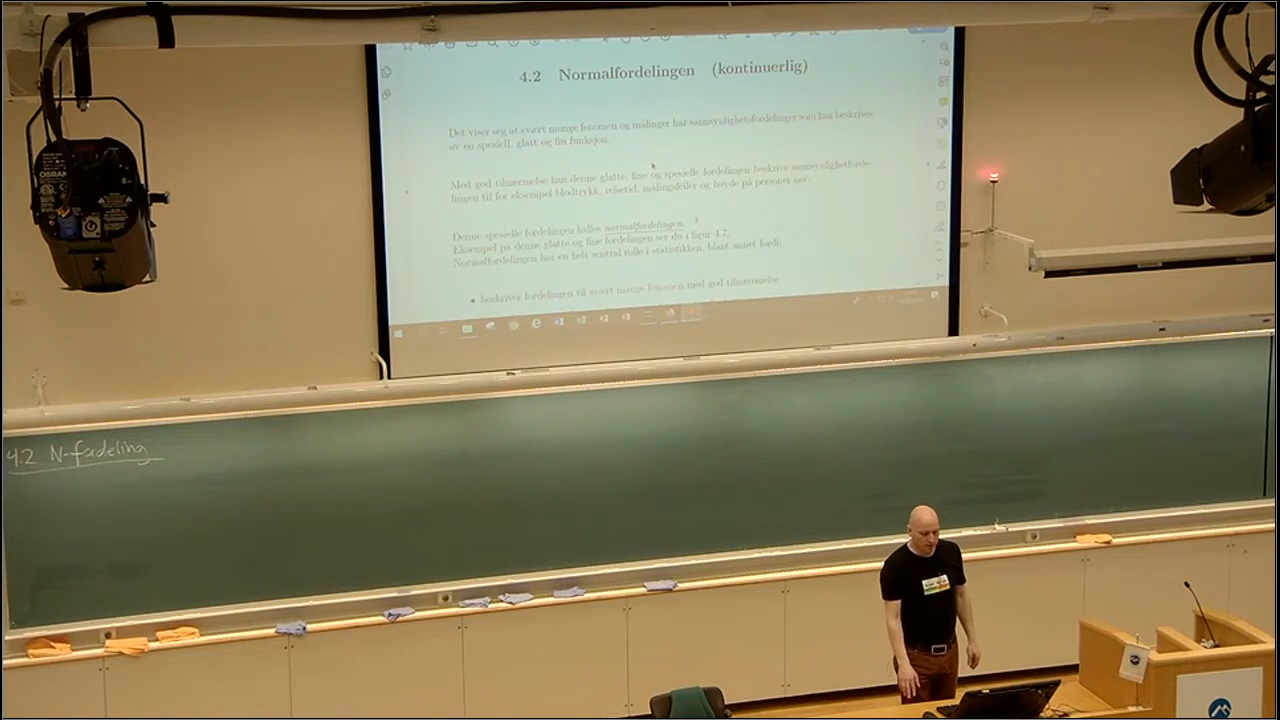 4.2 Normalfordelingen (kontinuerlig)
Det viser seg at svært mange fenomen og målinger har sannsynlighetsfordelinger som kan beskrives
av en spesiell, glatt og fin funksjon.
Med god tilnærmelse kan denne glatte, fine og spesielle fordelingen beskrive sannsynlighetforde-
lingen til for eksempel blodtrykk, reisetid, målingsfeiler og høyde på personer osv.
Denne spesielle fordelingen kalles normalfordelingen.
Eksempel på denne glatte og fine fordelingen ser du i figur 4.7.
Normalfordelingen har en helt sentral rolle i statistikken, blant annet fordi:
• beskriver fordelingen til svært mange fenomen med god tilnærmelse
OSRAM
4.2 N-fordeling